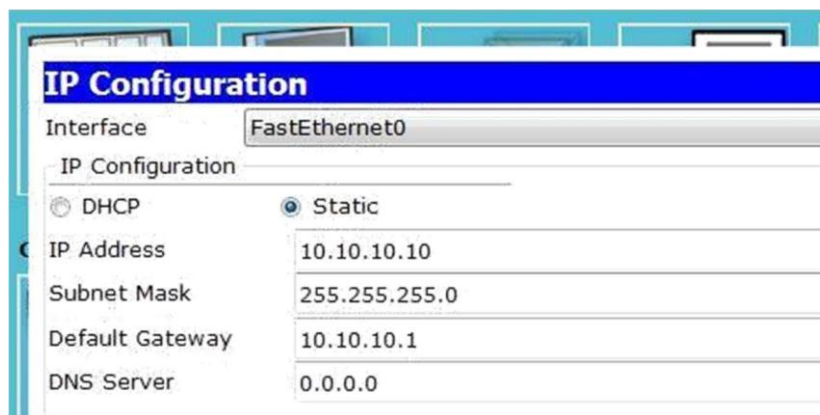 IP Configuration
Interface FastEthernet0
IP Configuration
DHCP Static
IP Address 10.10.10.10
Subnet Mask 255.255.255.0
Default Gateway 10.10.10.1
DNS Server 0.0.0.0